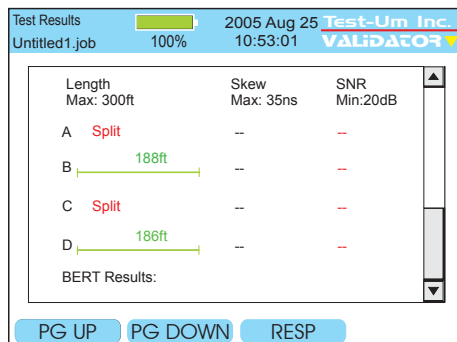 Test Results 2005 Aug 25 Test-Um Inc.
Untitled1.job 100% 10:53:01 VALIDATOR
Length Skew SNR
Max: 300ft Max: 35ns Min:20dB
A Split -- --
B 188ft -- --
C Split -- --
D 186ft -- --
BERT Results:
PG UP PG DOWN RESP